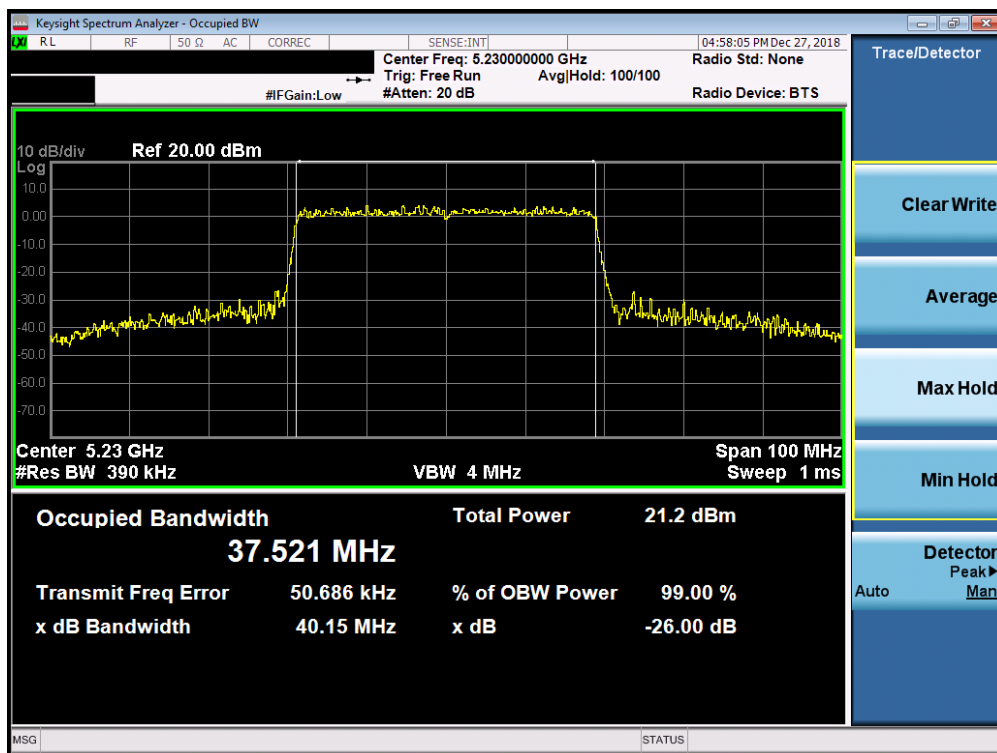 Keysight Spectrum Analyzer - Occupied BW
LXI RL RF 50 Ω AC CORREC SENSE:INT 04:58:05 PM Dec 27, 2018
Center Freq: 5.230000000 GHz Radio Std: None
Trig: Free Run Avg|Hold: 100/100
#IFGain:Low #Atten: 20 dB Radio Device: BTS
Trace/Detector
10 dB/div Ref 20.00 dBm
Log
10.0
0.00
-10.0
-20.0
-30.0
-40.0
-50.0
-60.0
-70.0
Center 5.23 GHz Span 100 MHz
#Res BW 390 kHz VBW 4 MHz Sweep 1 ms
Occupied Bandwidth Total Power 21.2 dBm
37.521 MHz
Transmit Freq Error 50.686 kHz % of OBW Power 99.00 %
x dB Bandwidth 40.15 MHz x dB -26.00 dB
Clear Write
Average
Max Hold
Min Hold
Detector
Peak▶
Auto Man
MSG STATUS